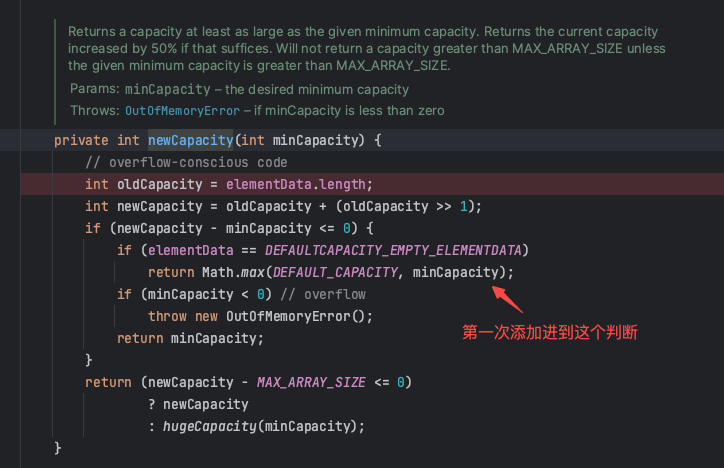 Returns a capacity at least as large as the given minimum capacity. Returns the current capacity
increased by 50% if that suffices. Will not return a capacity greater than MAX_ARRAY_SIZE unless
the given minimum capacity is greater than MAX_ARRAY_SIZE.
Params: minCapacity – the desired minimum capacity
Throws: OutOfMemoryError – if minCapacity is less than zero
private int newCapacity(int minCapacity) {
// overflow-conscious code
int oldCapacity = elementData.length;
int newCapacity = oldCapacity + (oldCapacity >> 1);
if (newCapacity - minCapacity <= 0) {
if (elementData == DEFAULTCAPACITY_EMPTY_ELEMENTDATA)
return Math.max(DEFAULT_CAPACITY, minCapacity);
if (minCapacity < 0) // overflow
throw new OutOfMemoryError();
第一次添加进到这个判断
return minCapacity;
}
return (newCapacity - MAX_ARRAY_SIZE <= 0)
? newCapacity
: hugeCapacity(minCapacity);
}